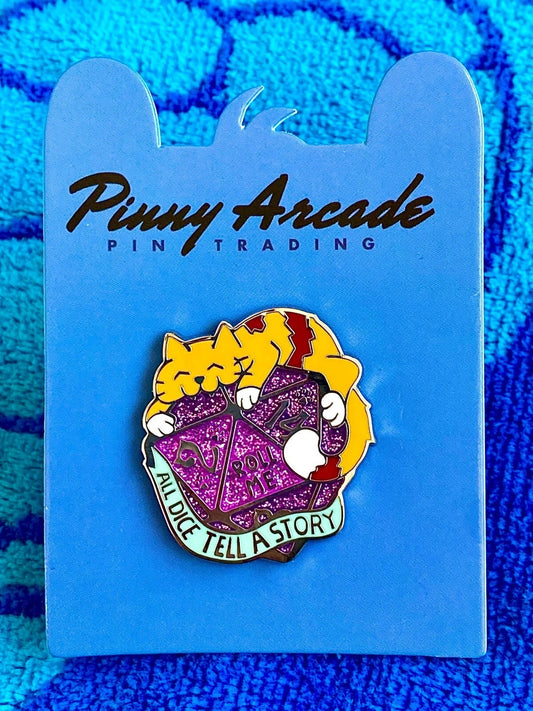 Pinny Arcade
PIN TRADING
ROLL
ME
ALL DICE TELL A STORY